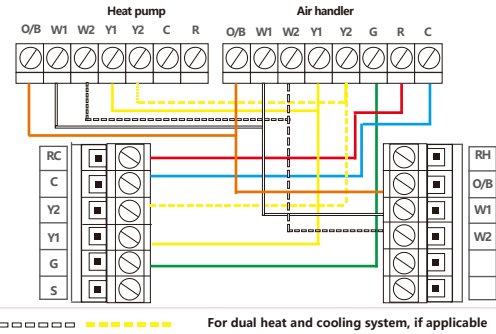 Heat pump Air handler
O/B W1 W2 Y1 Y2 C R O/B W1 W2 Y1 Y2 G R C
RC RH
C O/B
Y2 W1
Y1 W2
G
S
For dual heat and cooling system, if applicable